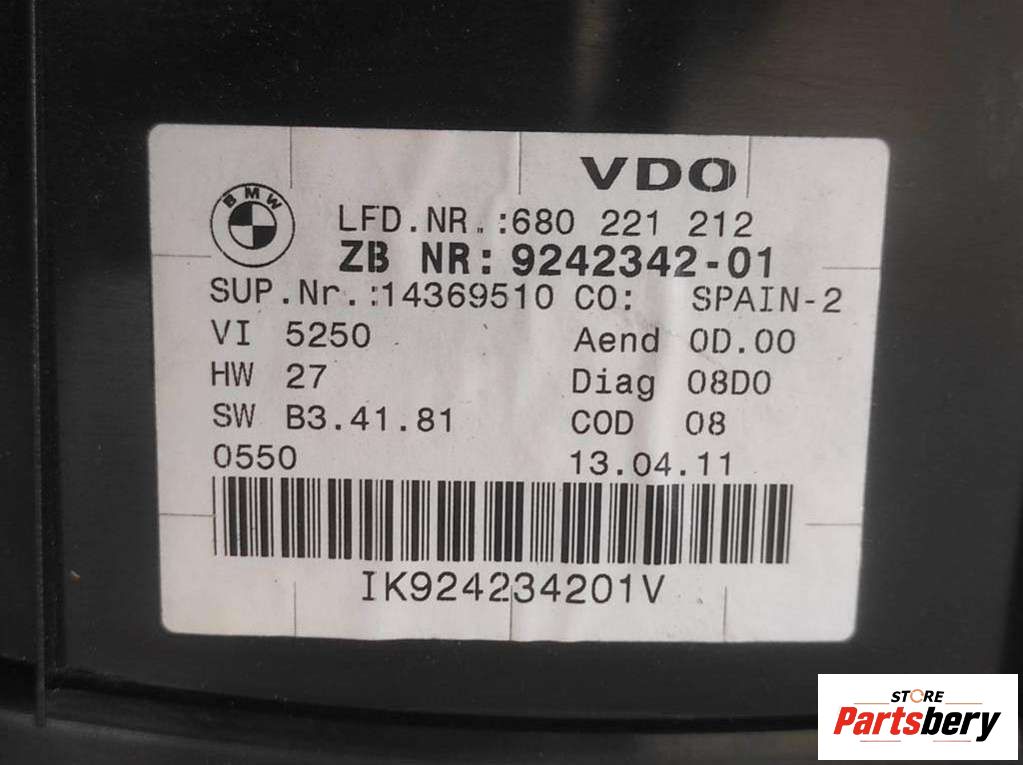 VDO
BMW
LFD.NR.:680 221 212
ZB NR: 9242342-01
SUP.Nr.:14369510 CO: SPAIN-2
VI 5250 Aend 0D.00
HW 27 Diag 08D0
SW B3.41.81 COD 08
0550 13.04.11
IK924234201V
STORE
Partsbery